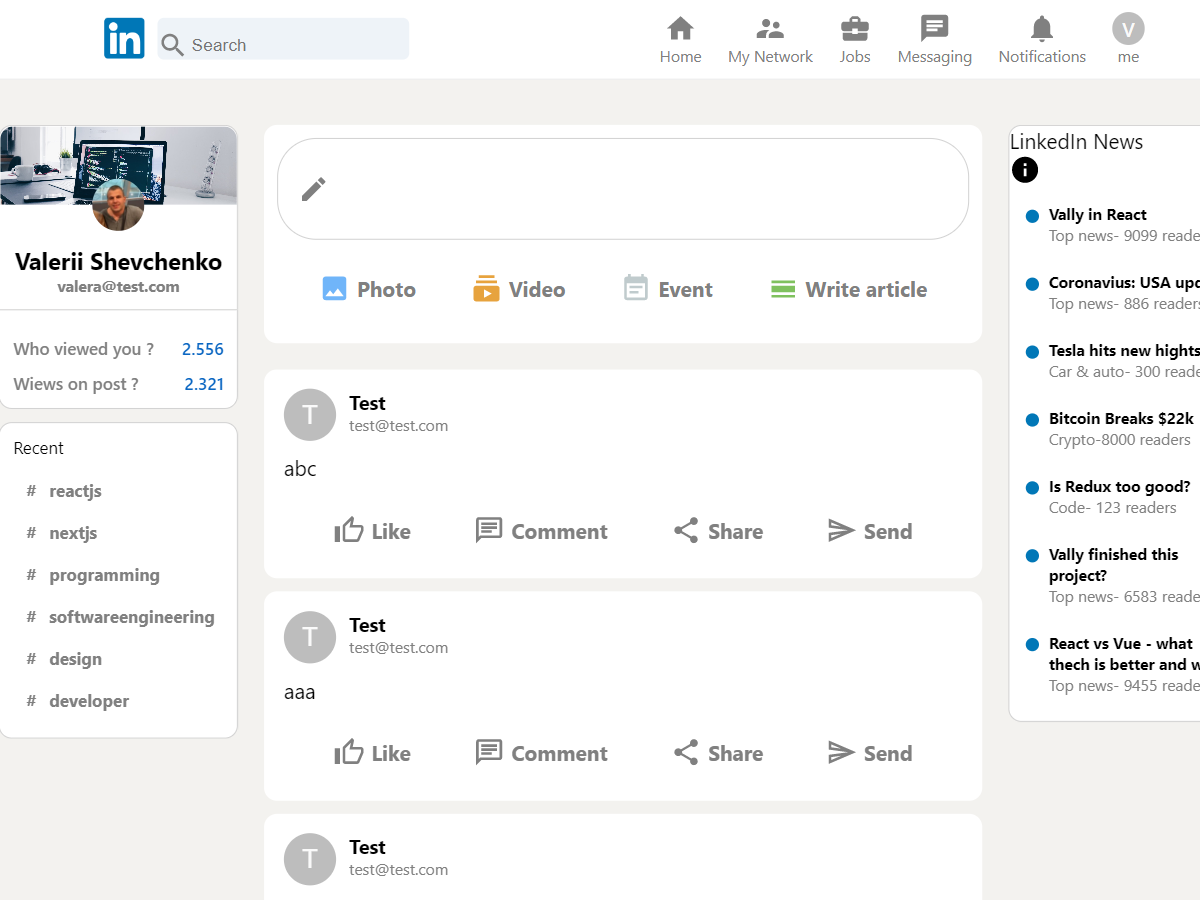 in
Search
Home
My Network
Jobs
Messaging
Notifications
V
me
Valerii Shevchenko
valera@test.com
Who viewed you ? 2.556
Wiews on post ? 2.321
Recent
# reactjs
# nextjs
# programming
# softwareengineering
# design
# developer
Photo
Video
Event
Write article
T
Test
test@test.com
abc
Like
Comment
Share
Send
T
Test
test@test.com
aaa
Like
Comment
Share
Send
T
Test
test@test.com
LinkedIn News
Vally in React
Top news- 9099 reade
Coronavius: USA upd
Top news- 886 readers
Tesla hits new hights
Car & auto- 300 reade
Bitcoin Breaks $22k
Crypto-8000 readers
Is Redux too good?
Code- 123 readers
Vally finished this
project?
Top news- 6583 reade
React vs Vue - what
thech is better and w
Top news- 9455 reade